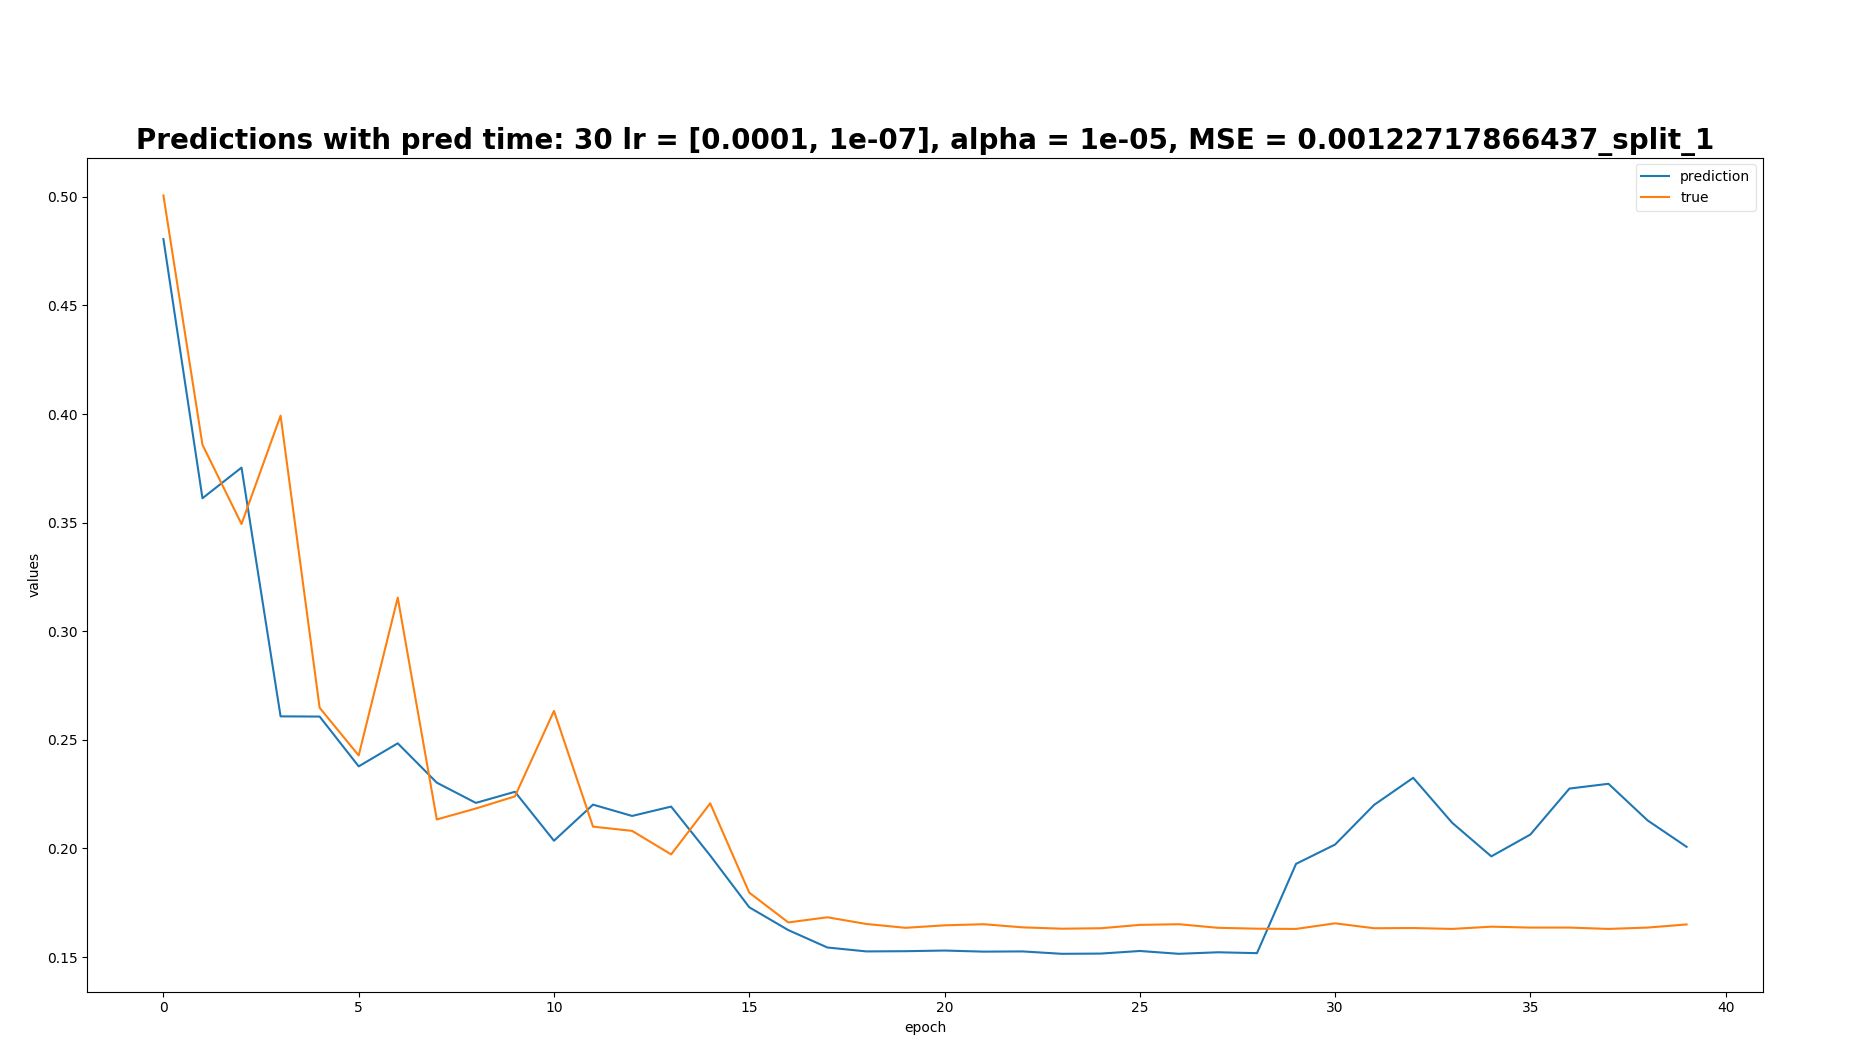 Predictions with pred time: 30 lr = [0.0001, 1e-07], alpha = 1e-05, MSE = 0.00122717866437_split_1
prediction
true
0.50
0.45
0.40
0.35
0.30
0.25
0.20
0.15
values
0 5 10 15 20 25 30 35 40
epoch